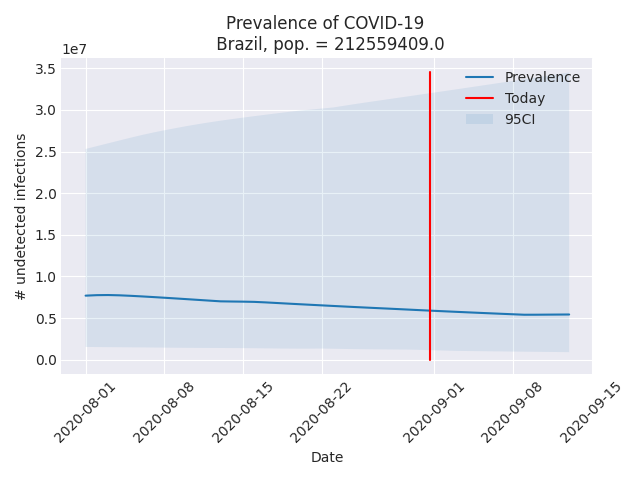 Prevalence of COVID-19
Brazil, pop. = 212559409.0
1e7
3.5
3.0
2.5
2.0
1.5
1.0
0.5
0.0
# undetected infections
Prevalence
Today
95CI
2020-08-01
2020-08-08
2020-08-15
2020-08-22
2020-09-01
2020-09-08
2020-09-15
Date